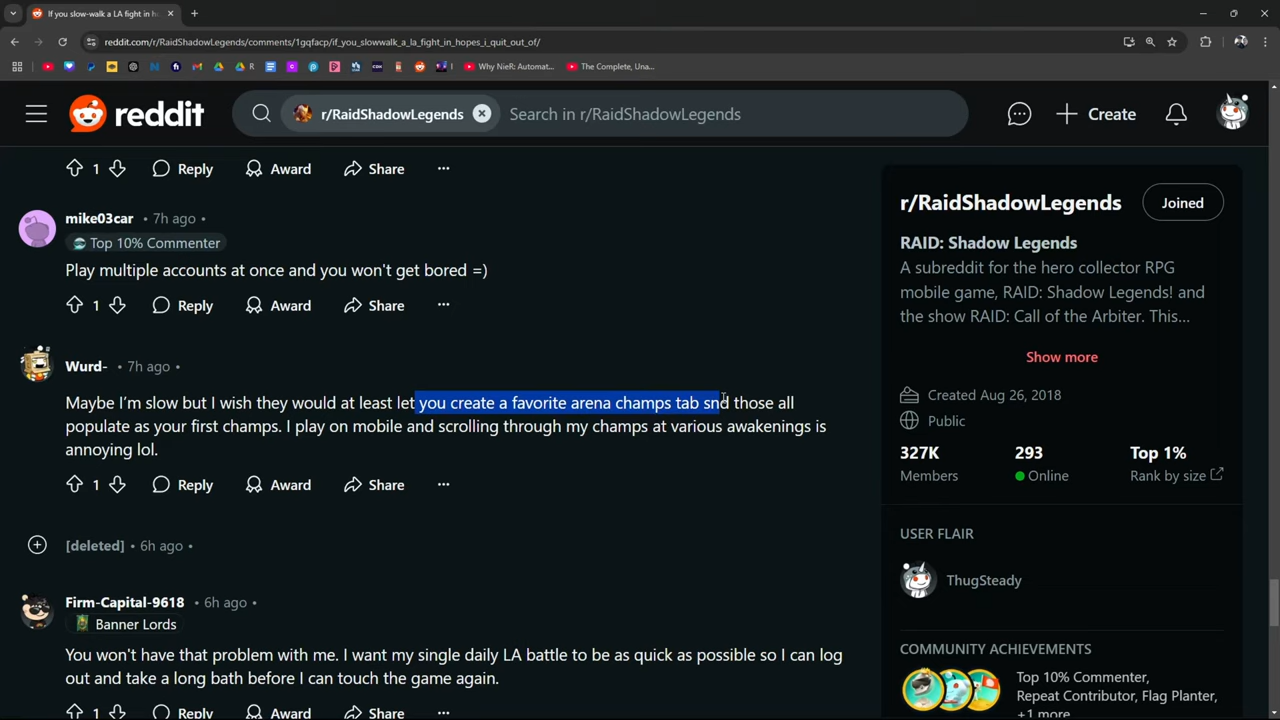 If you slow-walk a LA fight in h
reddit.com/r/RaidShadowLegends/comments/1gqfacp/if_you_slowwalk_a_la_fight_in_hopes_i_quit_out_of/
Why NieR: Automat...
The Complete, Una...
reddit
r/RaidShadowLegends
Search in r/RaidShadowLegends
Create
1
Reply
Award
Share
mike03car • 7h ago •
Top 10% Commenter
Play multiple accounts at once and you won't get bored =)
1
Reply
Award
Share
Wurd- • 7h ago •
Maybe I'm slow but I wish they would at least let you create a favorite arena champs tab snd those all
populate as your first champs. I play on mobile and scrolling through my champs at various awakenings is
annoying lol.
1
Reply
Award
Share
[deleted] • 6h ago •
Firm-Capital-9618 • 6h ago •
Banner Lords
You won't have that problem with me. I want my single daily LA battle to be as quick as possible so I can log
out and take a long bath before I can touch the game again.
1
Reply
Award
Share
r/RaidShadowLegends
Joined
RAID: Shadow Legends
A subreddit for the hero collector RPG
mobile game, RAID: Shadow Legends! and
the show RAID: Call of the Arbiter. This...
Show more
Created Aug 26, 2018
Public
327K
Members
293
Online
Top 1%
Rank by size
USER FLAIR
ThugSteady
COMMUNITY ACHIEVEMENTS
Top 10% Commenter,
Repeat Contributor, Flag Planter,
+1 more